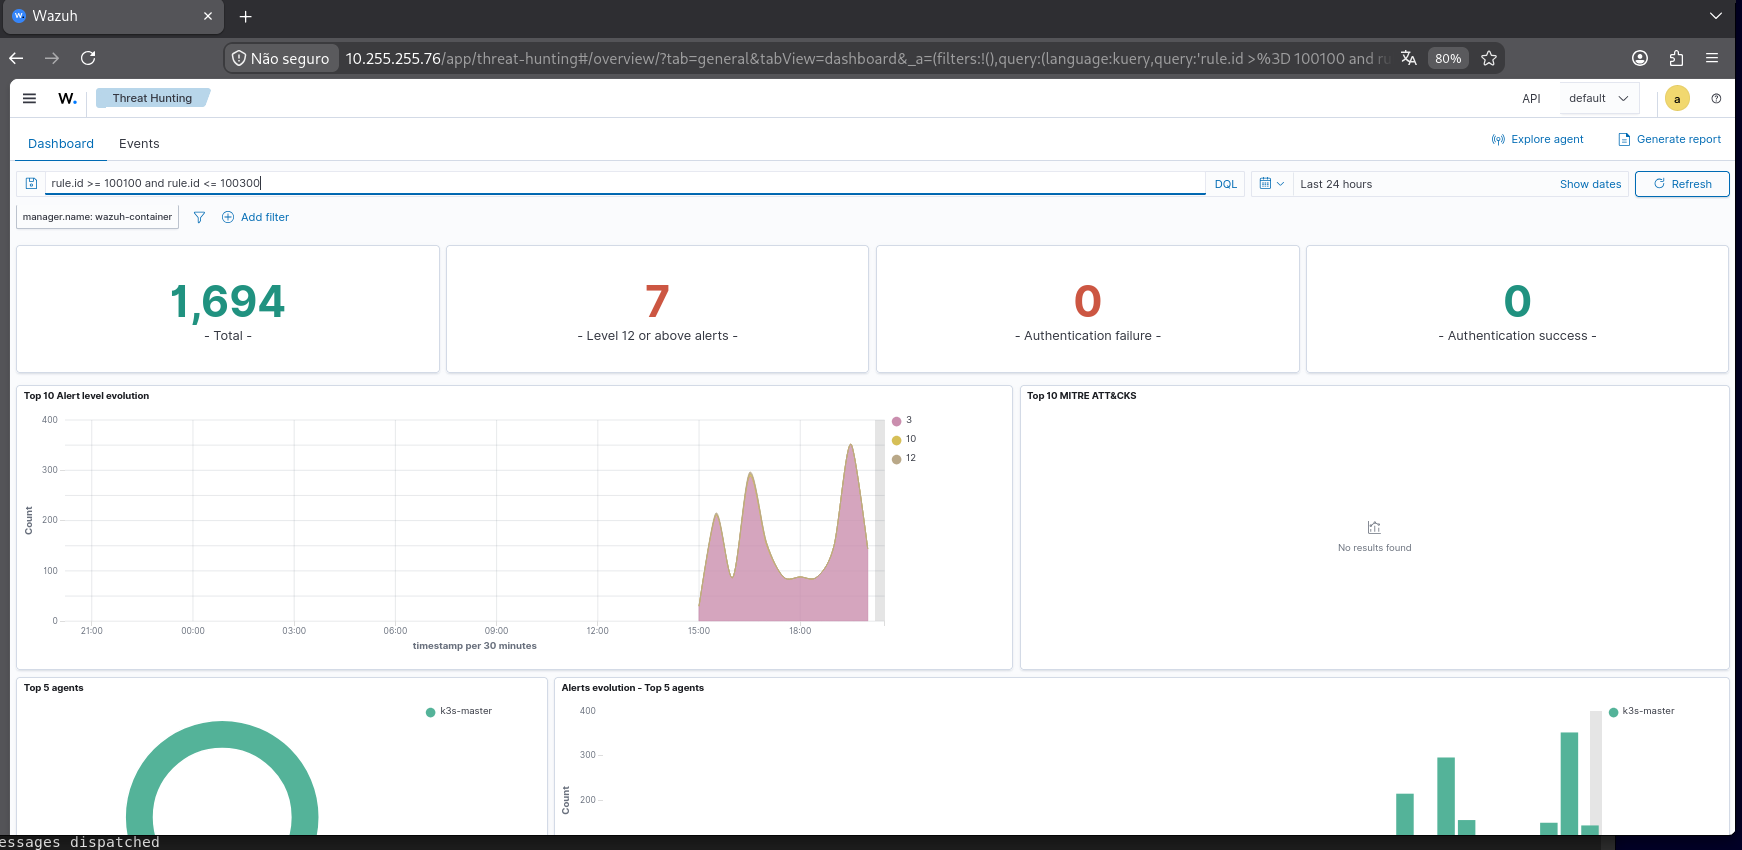 Wazuh
Não seguro
10.255.255.76/app/threat-hunting#/overview/?tab=general&tabView=dashboard&_a=(filters:!(),query:(language:kuery,query:'rule.id >%3D 100100 and ru
80%
W.
Threat Hunting
API
default
a
Dashboard
Events
Explore agent
Generate report
rule.id >= 100100 and rule.id <= 100300
DQL
Last 24 hours
Show dates
Refresh
manager.name: wazuh-container
Add filter
1,694
- Total -
7
- Level 12 or above alerts -
0
- Authentication failure -
0
- Authentication success -
Top 10 Alert level evolution
400
300
200
100
0
Count
21:00
00:00
03:00
06:00
09:00
12:00
15:00
18:00
timestamp per 30 minutes
3
10
12
Top 10 MITRE ATT&CKS
No results found
Top 5 agents
k3s-master
Alerts evolution - Top 5 agents
400
300
200
Count
k3s-master
essages dispatched